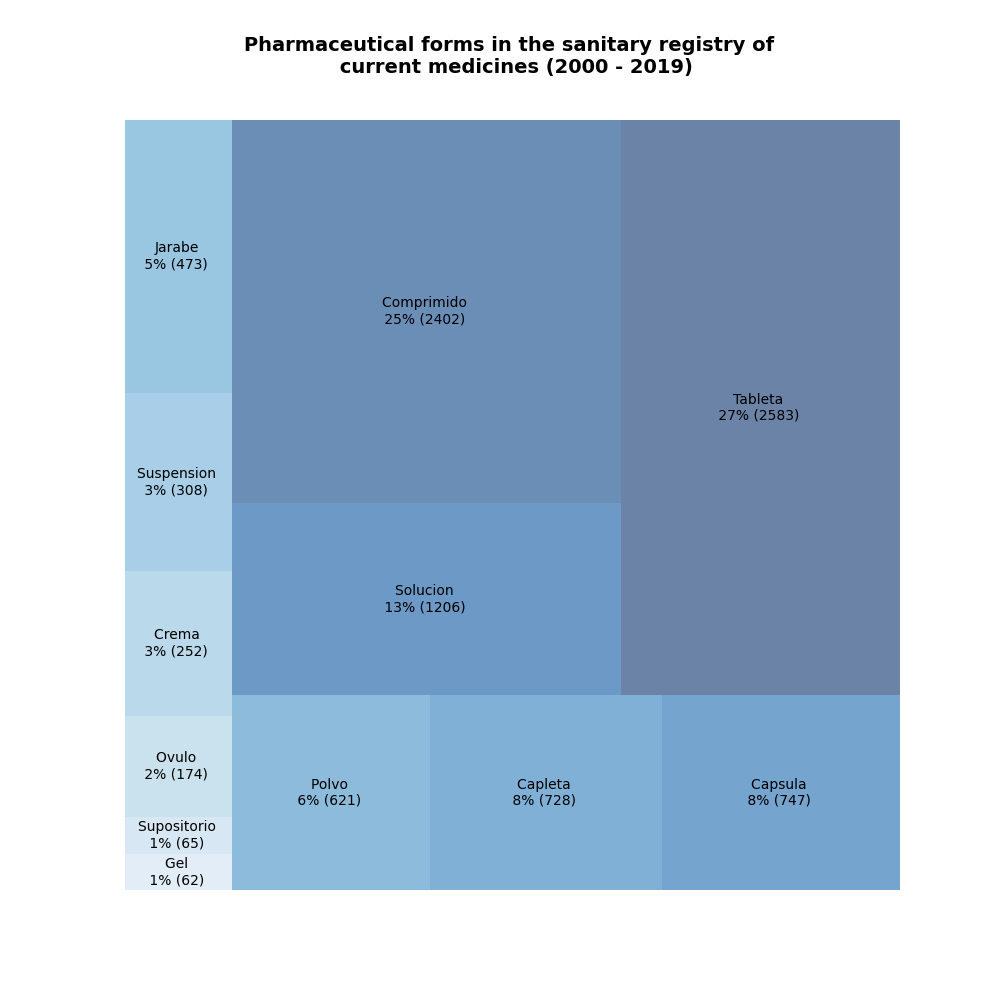 Pharmaceutical forms in the sanitary registry of
current medicines (2000 - 2019)
Jarabe
5% (473)
Comprimido
25% (2402)
Tableta
27% (2583)
Suspension
3% (308)
Solucion
13% (1206)
Crema
3% (252)
Ovulo
2% (174)
Polvo
6% (621)
Capleta
8% (728)
Capsula
8% (747)
Supositorio
1% (65)
Gel
1% (62)